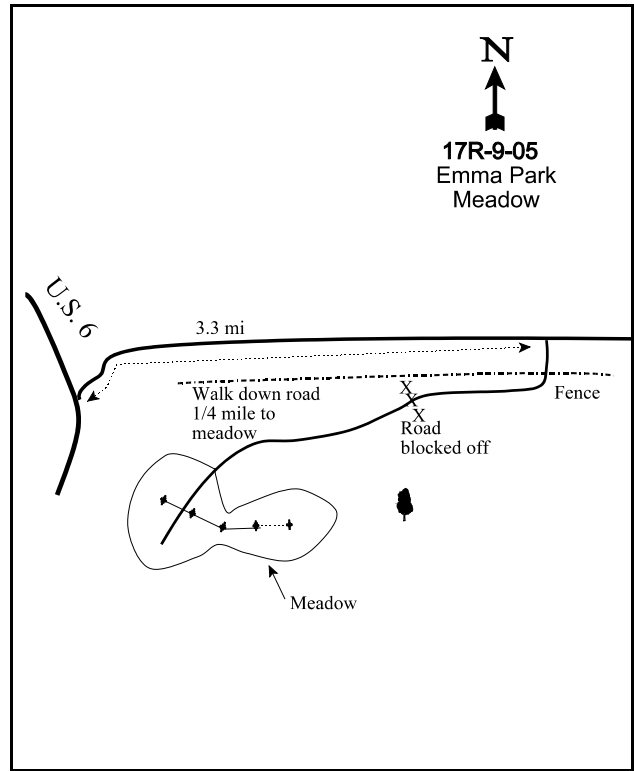 N
17R-9-05
Emma Park
Meadow
U.S. 6
3.3 mi
Walk down road
1/4 mile to
meadow
X
X
X
Fence
Road
blocked off
Meadow